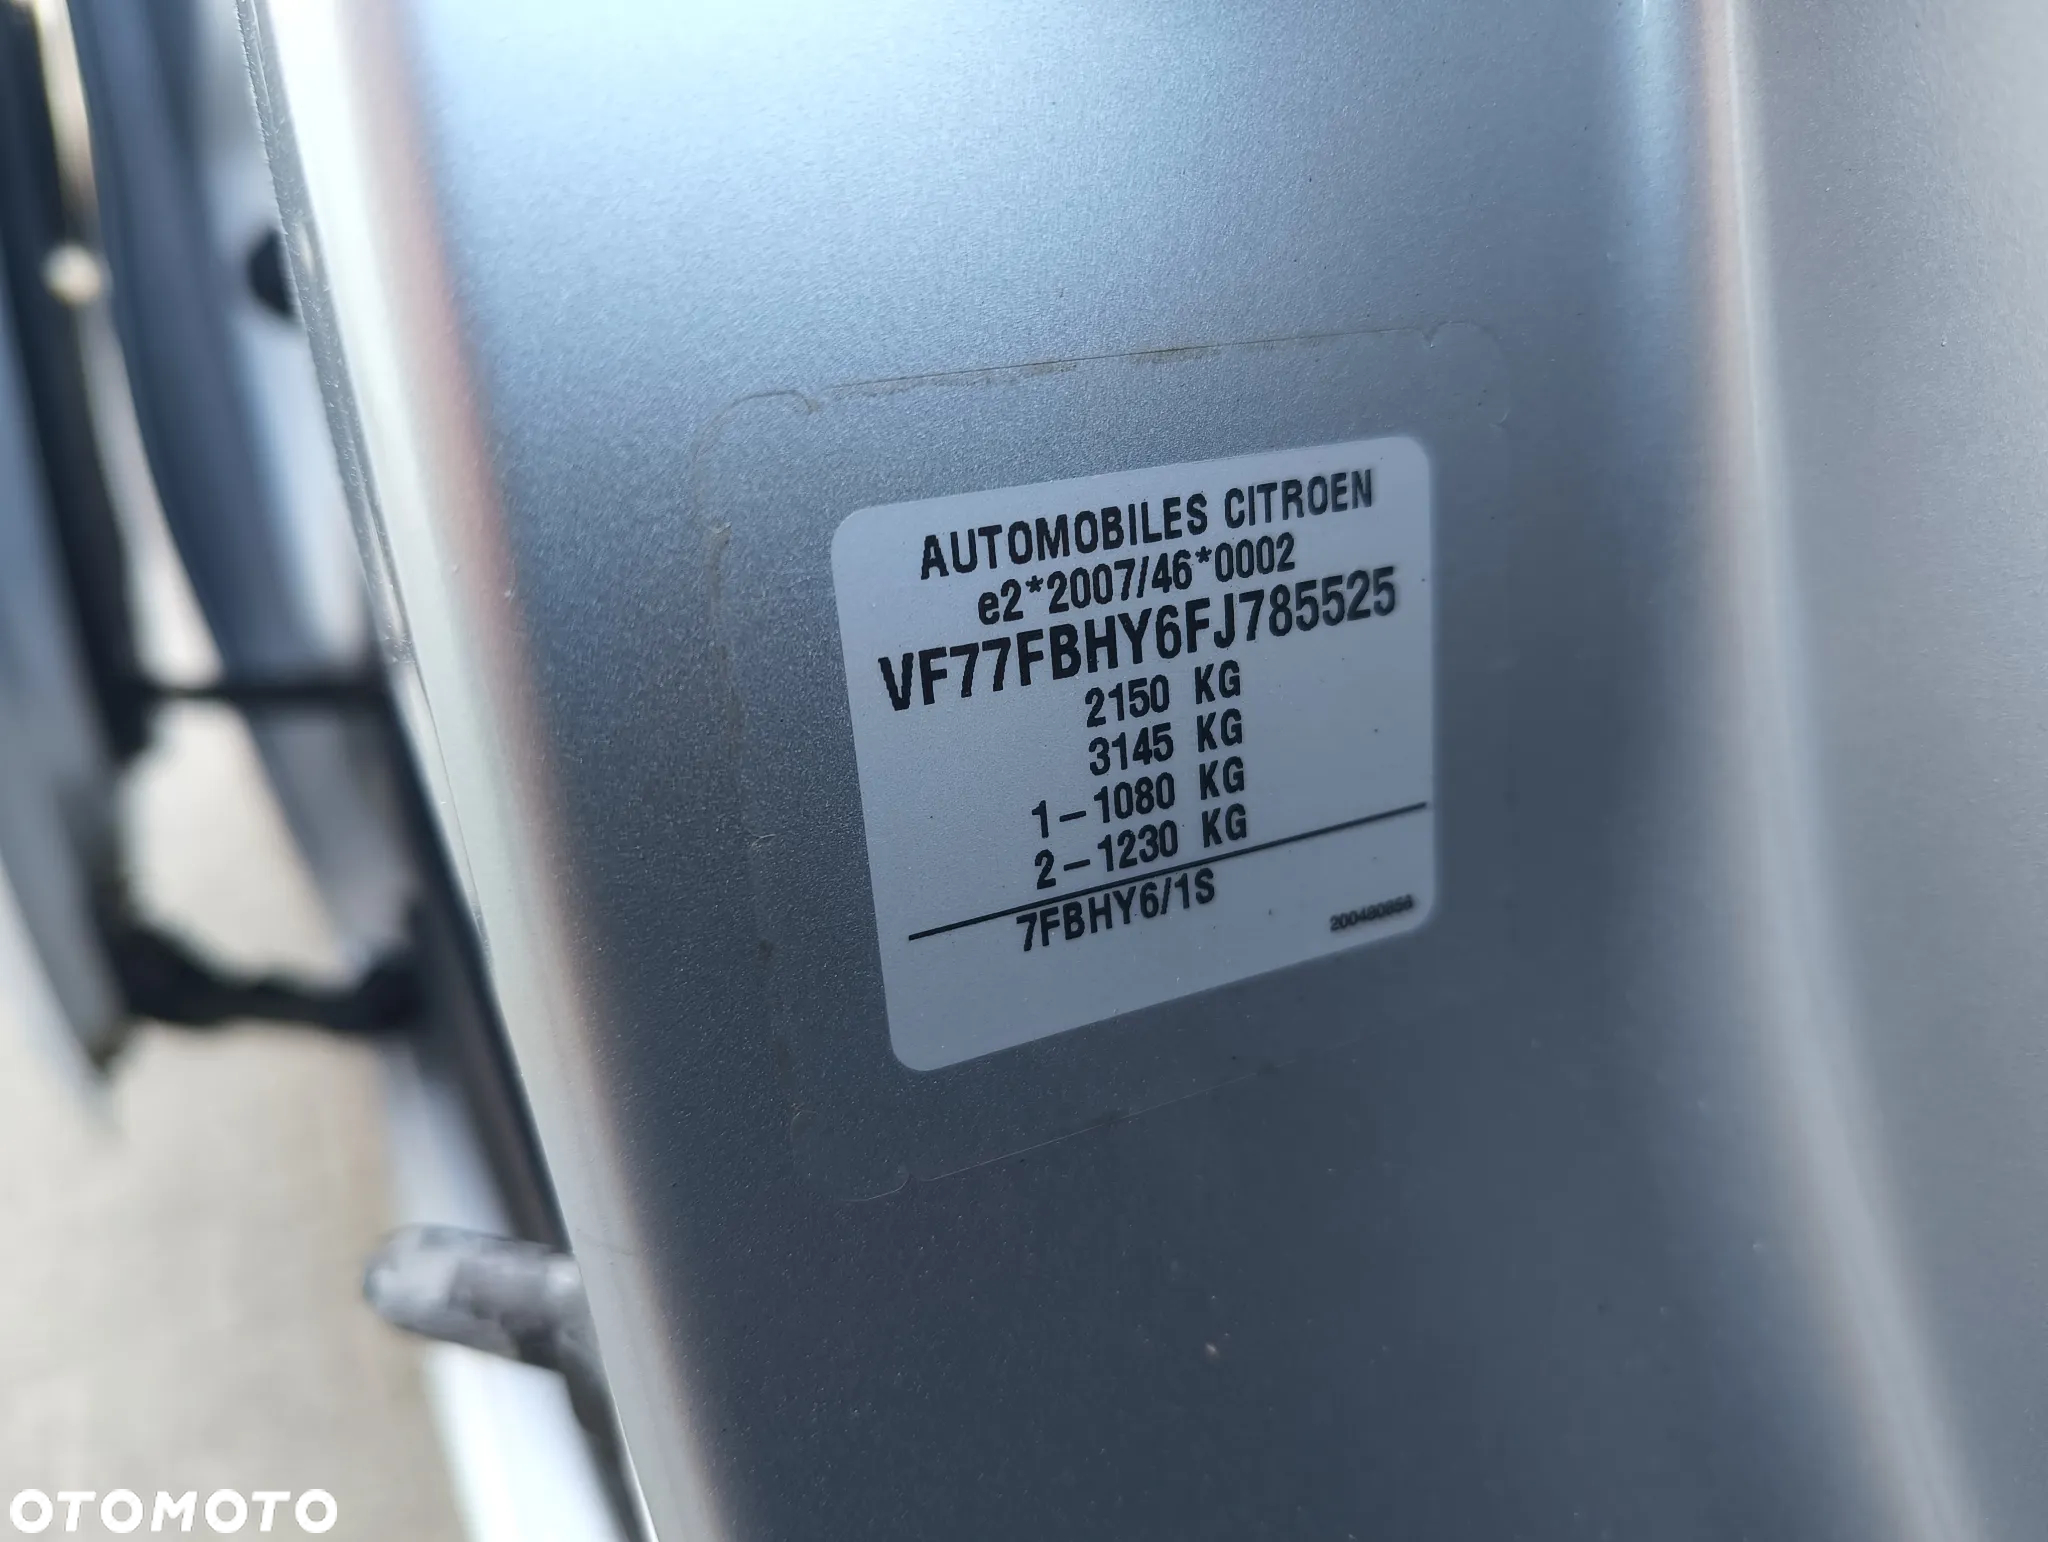 AUTOMOBILES CITROEN
e2*2007/46*0002
VF77FBHY6FJ785525
2150 KG
3145 KG
1-1080 KG
2-1230 KG
7FBHY6/1S
OTOMOTO